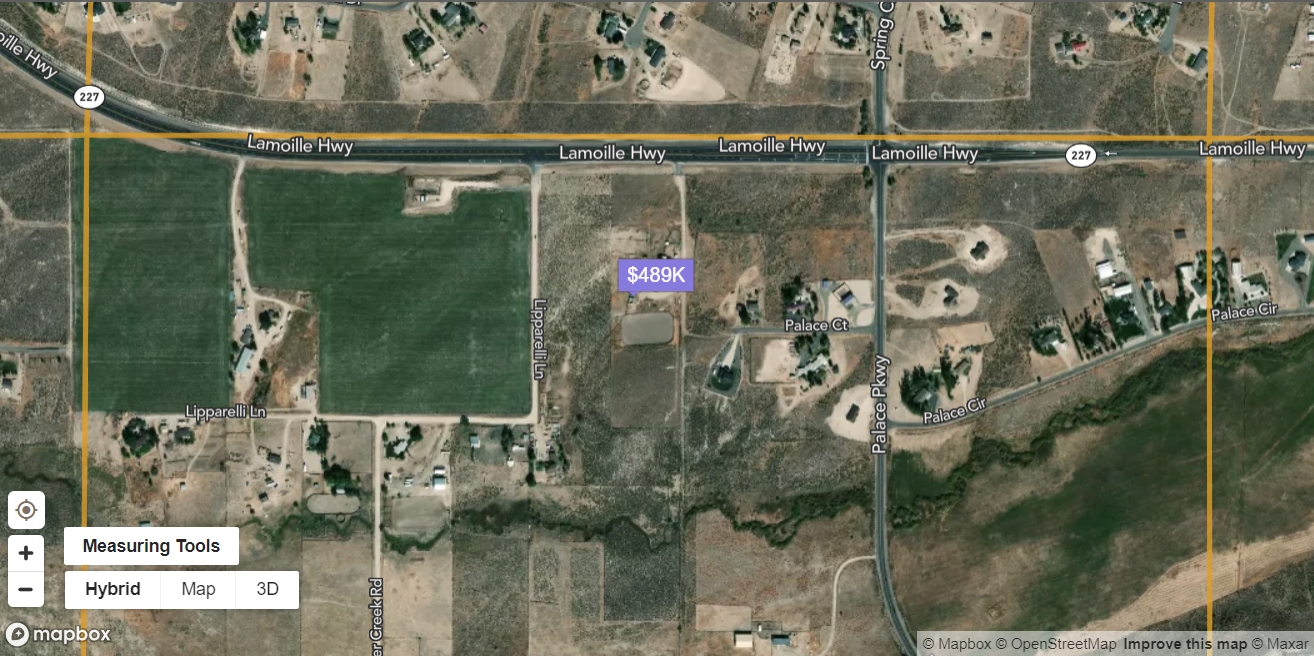 Spring C
oille Hwy
227
Lamoille Hwy
Lamoille Hwy
Lamoille Hwy
Lamoille Hwy
227
Lamoille Hwy
$489K
Lipparelli Ln
Palace Ct
Palace Cir
Palace Pkwy
Lipparelli Ln
Palace Cir
Measuring Tools
Hybrid Map 3D
er Creek Rd
mapbox
© Mapbox © OpenStreetMap Improve this map © Maxar